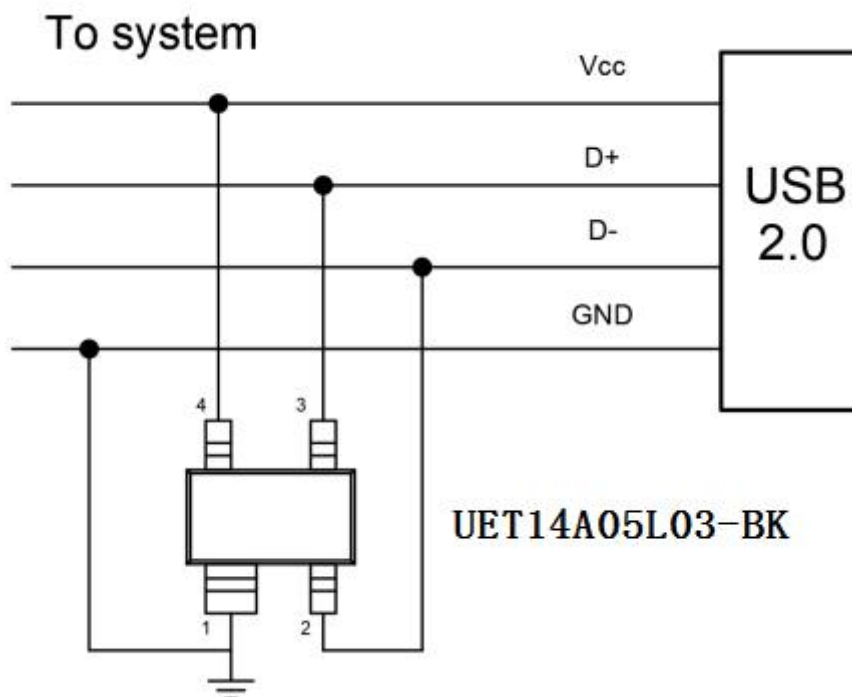 To system
Vcc
D+
D-
GND
USB
2.0
4
3
UET14A05L03-BK
1
2